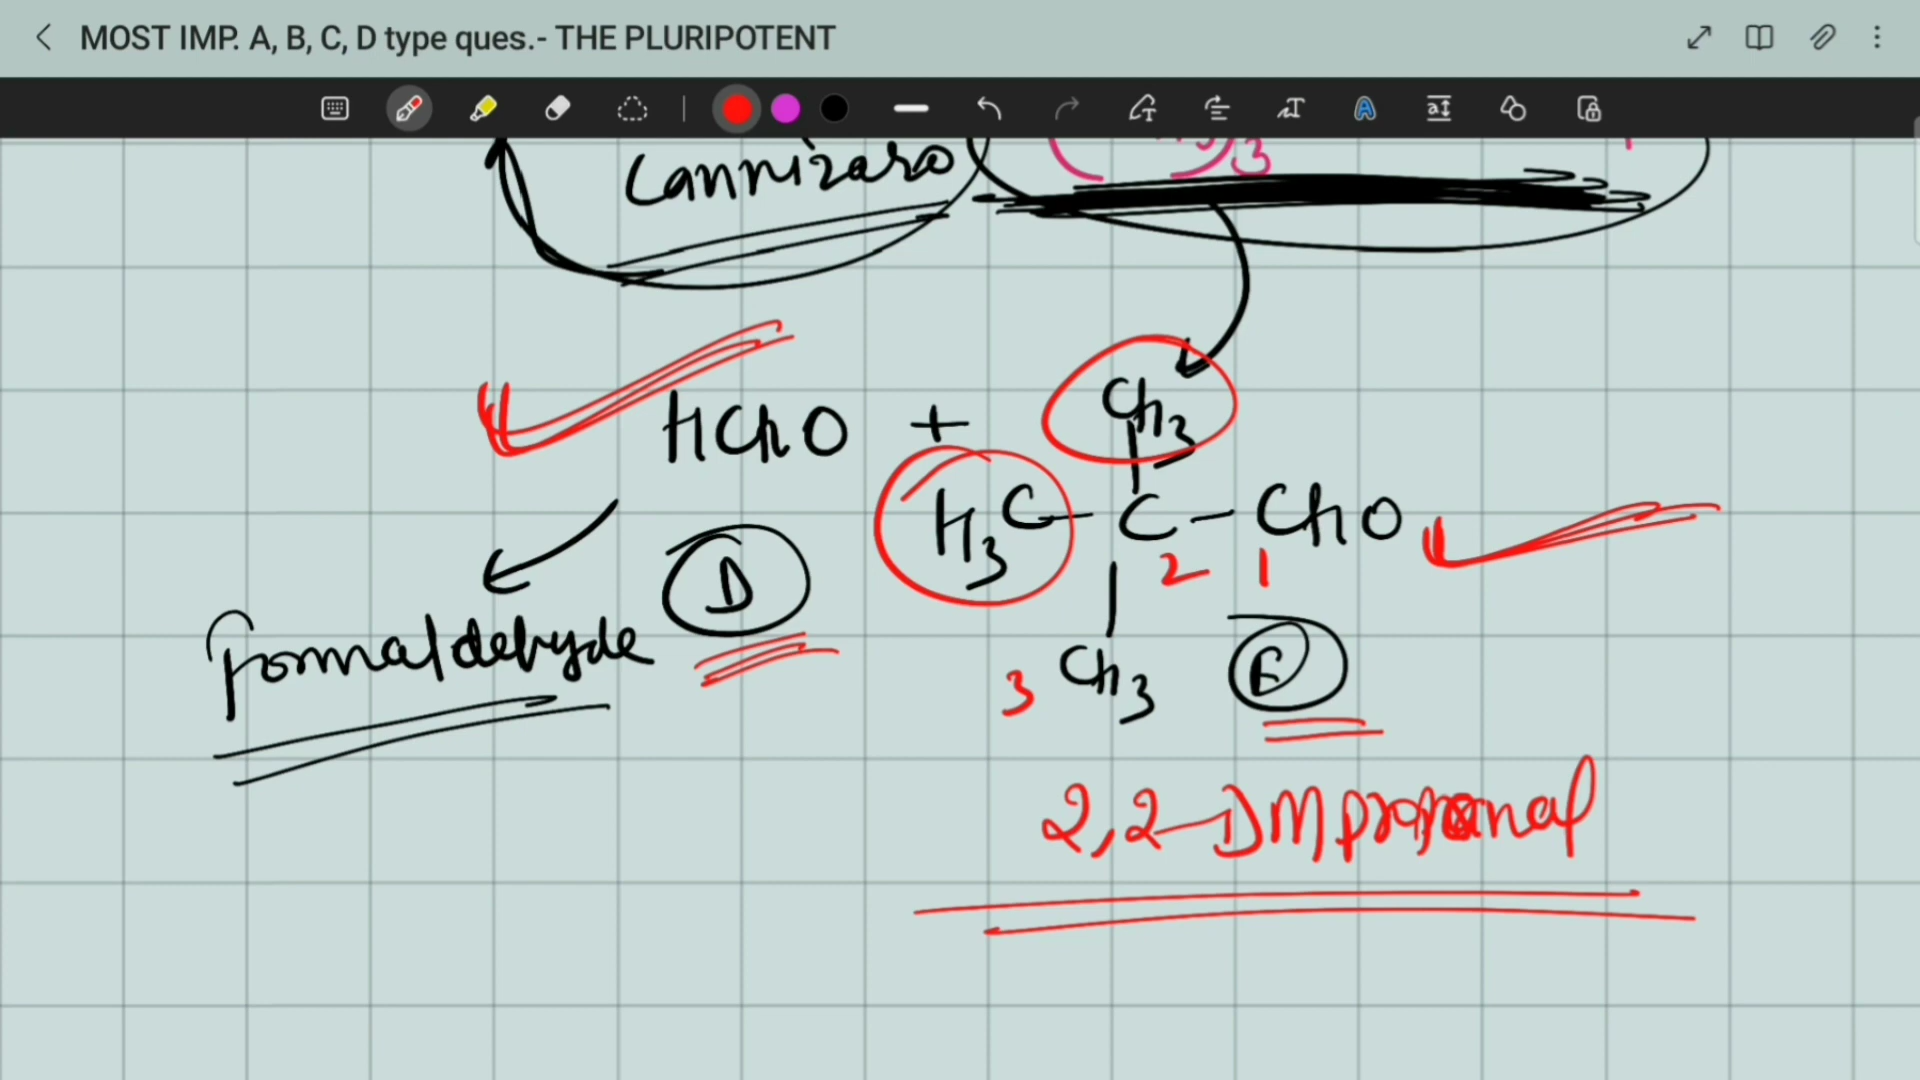 MOST IMP. A, B, C, D type ques.- THE PLURIPOTENT
Cannizaro
3
HCHO + CH3
H3C - C - CHO
2 1
D
formaldehyde
3 CH3
E
2,2-DM propanal